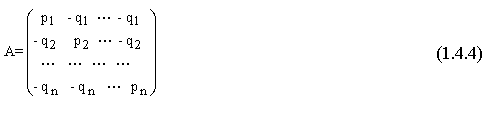 p₁ - q₁ ⋯ - q₁
- q₂ p₂ ⋯ - q₂
A= ⋯ ⋯ ⋯ ⋯ (1.4.4)
- qₙ - qₙ ⋯ pₙ